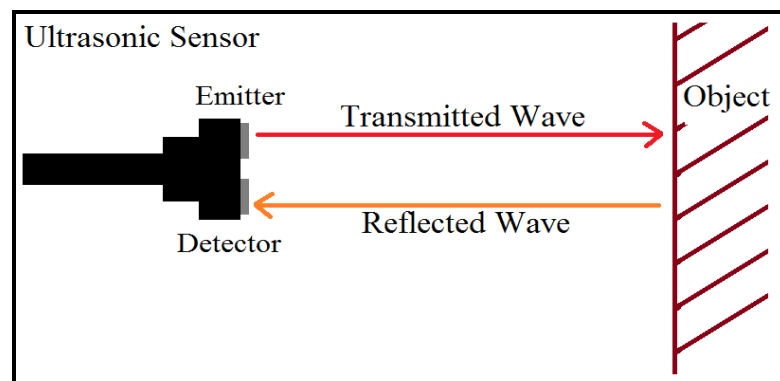 Ultrasonic Sensor
Emitter
Transmitted Wave
Object
Reflected Wave
Detector